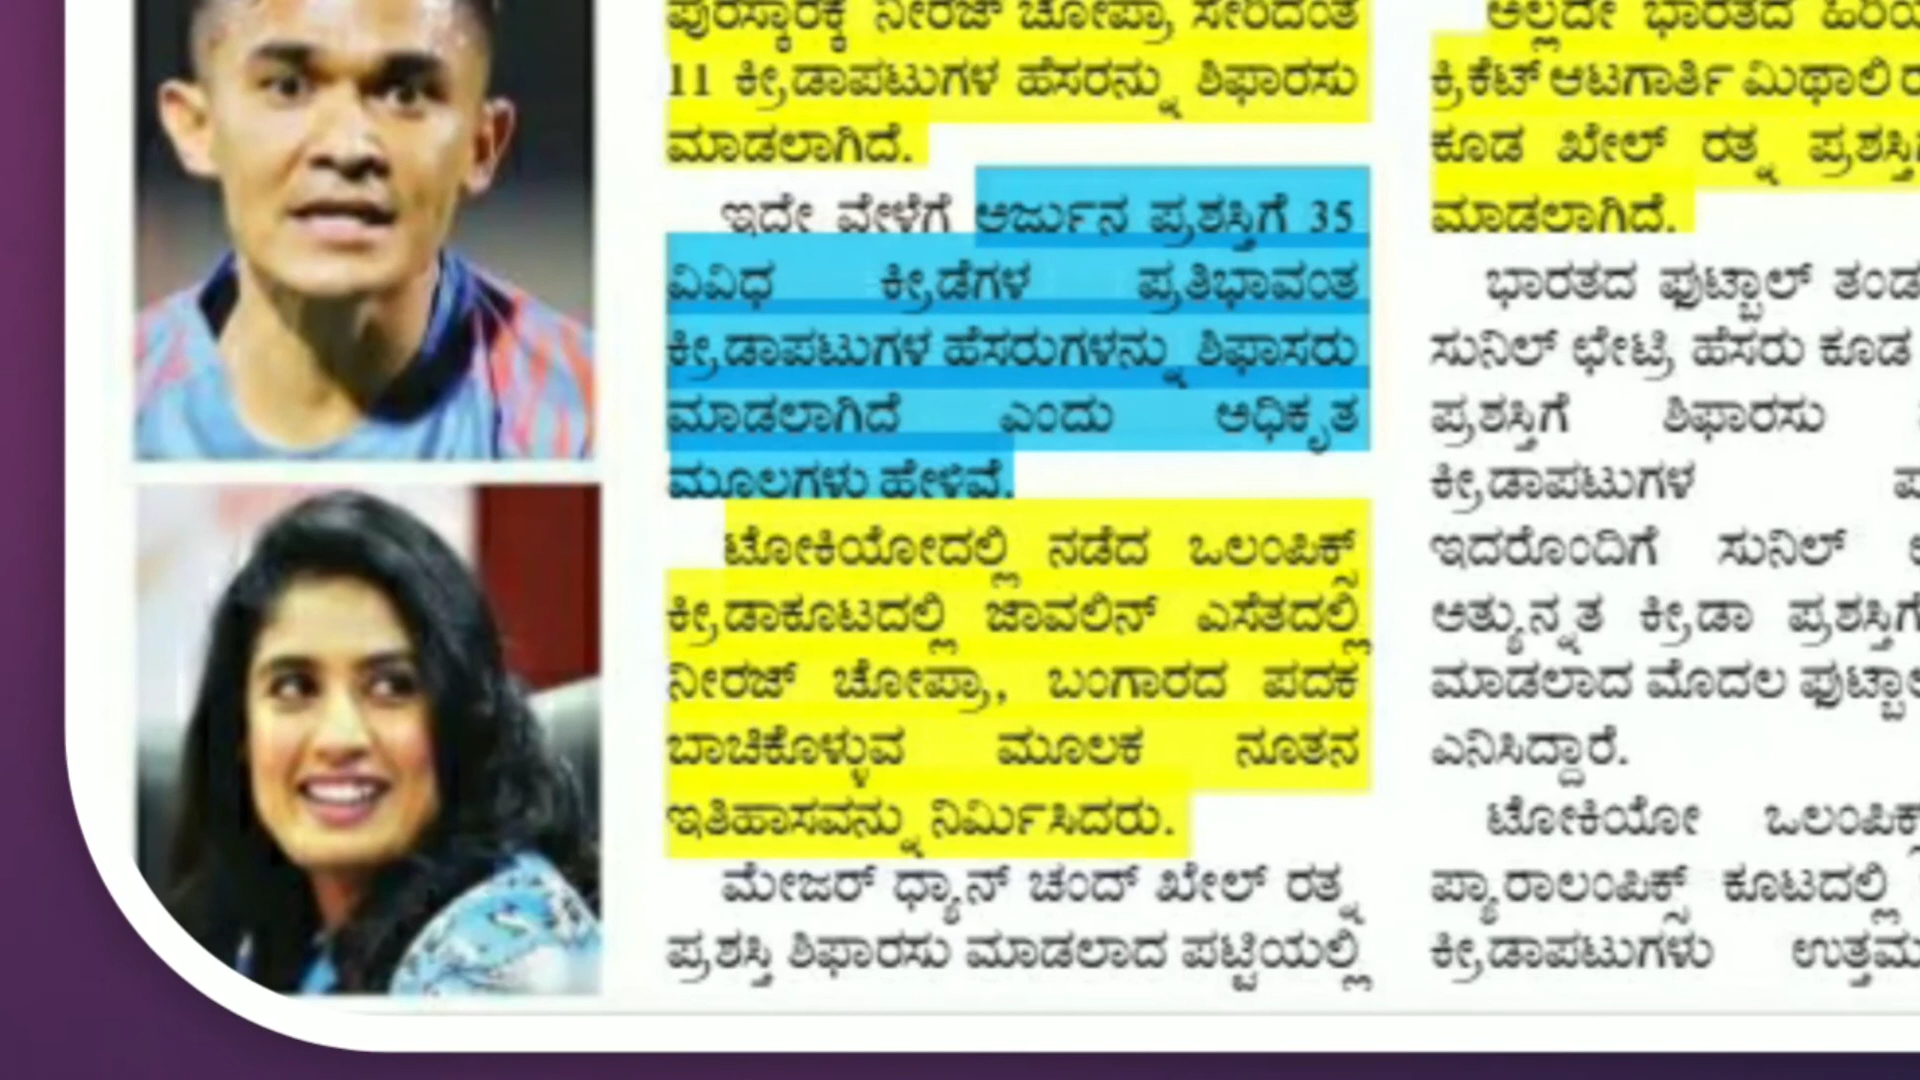 ಪುರಸ್ಕಾರಕ್ಕೆ ನೀರಜ್ ಚೋಪ್ರಾ ಸೇರಿದಂತೆ
11 ಕ್ರೀಡಾಪಟುಗಳ ಹೆಸರನ್ನು ಶಿಫಾರಸು
ಮಾಡಲಾಗಿದೆ.
ಇದೇ ವೇಳೆಗೆ ಅರ್ಜುನ ಪ್ರಶಸ್ತಿಗೆ 35
ವಿವಿಧ ಕ್ರೀಡೆಗಳ ಪ್ರತಿಭಾವಂತ
ಕ್ರೀಡಾಪಟುಗಳ ಹೆಸರುಗಳನ್ನು ಶಿಫಾಸರು
ಮಾಡಲಾಗಿದೆ ಎಂದು ಅಧಿಕೃತ
ಮೂಲಗಳು ಹೇಳಿವೆ.
ಟೋಕಿಯೋದಲ್ಲಿ ನಡೆದ ಒಲಂಪಿಕ್ಸ್
ಕ್ರೀಡಾಕೂಟದಲ್ಲಿ ಜಾವಲಿನ್ ಎಸೆತದಲ್ಲಿ
ನೀರಜ್ ಚೋಪ್ರಾ, ಬಂಗಾರದ ಪದಕ
ಬಾಚಿಕೊಳ್ಳುವ ಮೂಲಕ ನೂತನ
ಇತಿಹಾಸವನ್ನು ನಿರ್ಮಿಸಿದರು.
ಮೇಜರ್ ಧ್ಯಾನ್ ಚಂದ್ ಖೇಲ್ ರತ್ನ
ಪ್ರಶಸ್ತಿ ಶಿಫಾರಸು ಮಾಡಲಾದ ಪಟ್ಟಿಯಲ್ಲಿ
ಅಲ್ಲದೇ ಭಾರತದ
ಕ್ರಿಕೆಟ್ ಆಟಗಾರ್ತಿ ಮಿಥಾಲಿ
ಕೂಡ ಖೇಲ್ ರತ್ನ
ಮಾಡಲಾಗಿದೆ.
ಭಾರತದ ಫುಟ್ಬಾಲ್
ಸುನಿಲ್ ಛೇಟ್ರಿ ಹೆಸರು ಕೂಡ
ಪ್ರಶಸ್ತಿಗೆ ಶಿಫಾರಸು
ಕ್ರೀಡಾಪಟುಗಳ
ಇದರೊಂದಿಗೆ ಸುನಿಲ್
ಅತ್ಯುನ್ನತ ಕ್ರೀಡಾ ಪ್ರಶಸ್ತಿಗೆ
ಮಾಡಲಾದ ಮೊದಲ
ಎನಿಸಿದ್ದಾರೆ.
ಟೋಕಿಯೋ
ಪ್ಯಾರಾಲಂಪಿಕ್ಸ್ ಕೂಟದಲ್ಲಿ
ಕ್ರೀಡಾಪಟುಗಳು